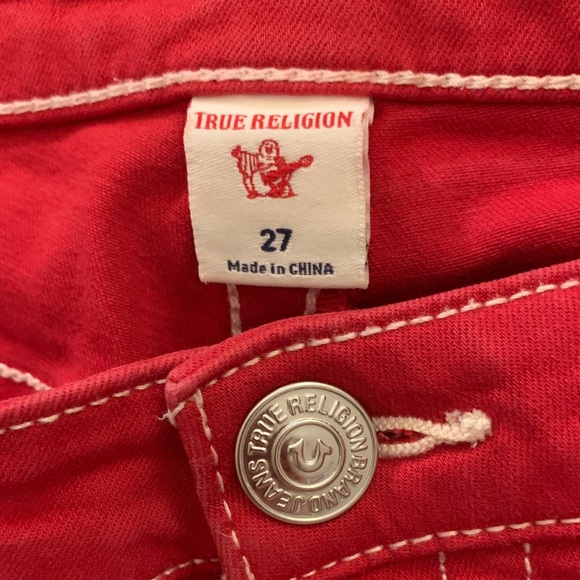 TRUE RELIGION
27
Made in CHINA
TRUE RELIGION BRAND JEANS